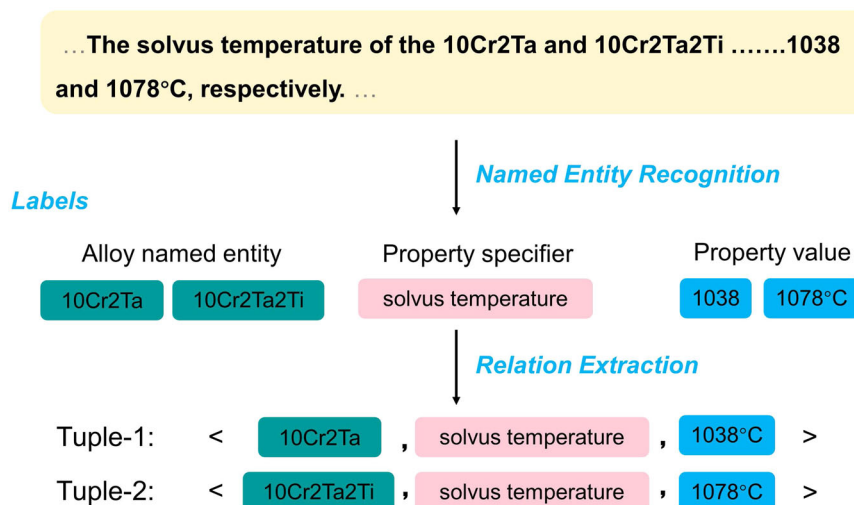 ...The solvus temperature of the 10Cr2Ta and 10Cr2Ta2Ti .......1038
and 1078°C, respectively. ...
Named Entity Recognition
Labels
Alloy named entity Property specifier Property value
10Cr2Ta 10Cr2Ta2Ti solvus temperature 1038 1078°C
Relation Extraction
Tuple-1: < 10Cr2Ta , solvus temperature , 1038°C >
Tuple-2: < 10Cr2Ta2Ti , solvus temperature , 1078°C >